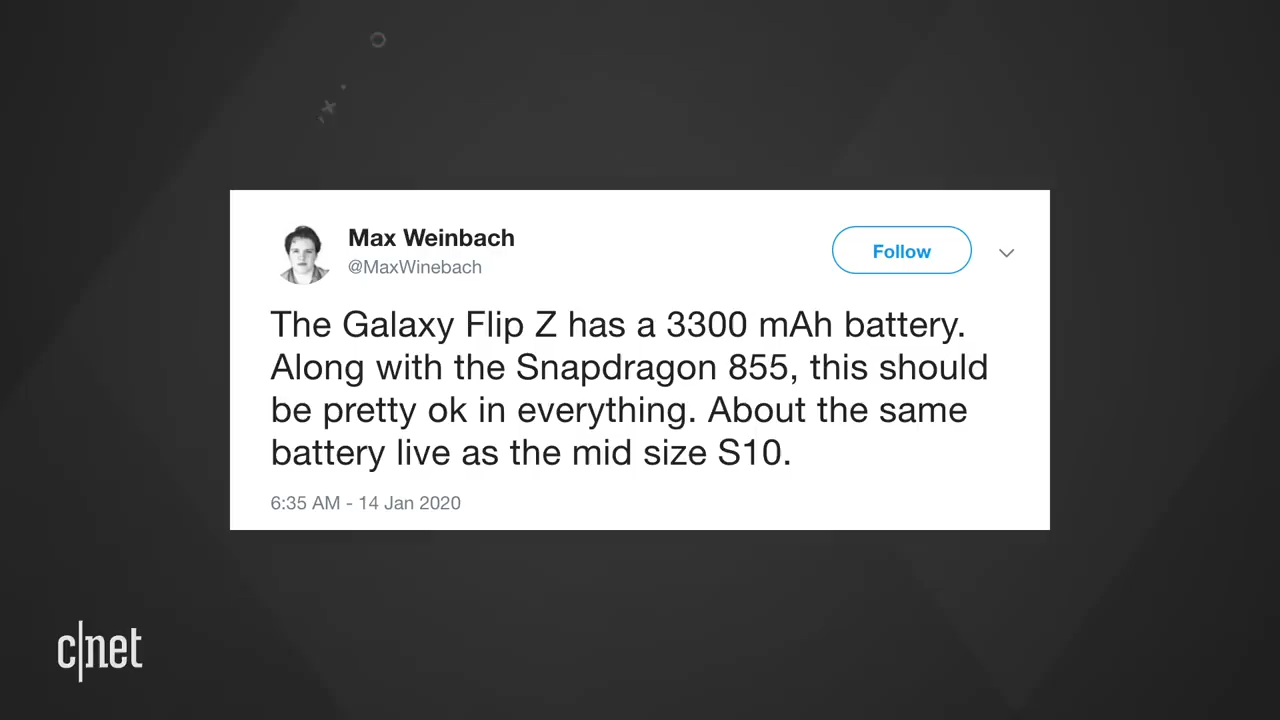 Max Weinbach
@MaxWinebach
Follow
The Galaxy Flip Z has a 3300 mAh battery.
Along with the Snapdragon 855, this should
be pretty ok in everything. About the same
battery live as the mid size S10.
6:35 AM - 14 Jan 2020
c|net